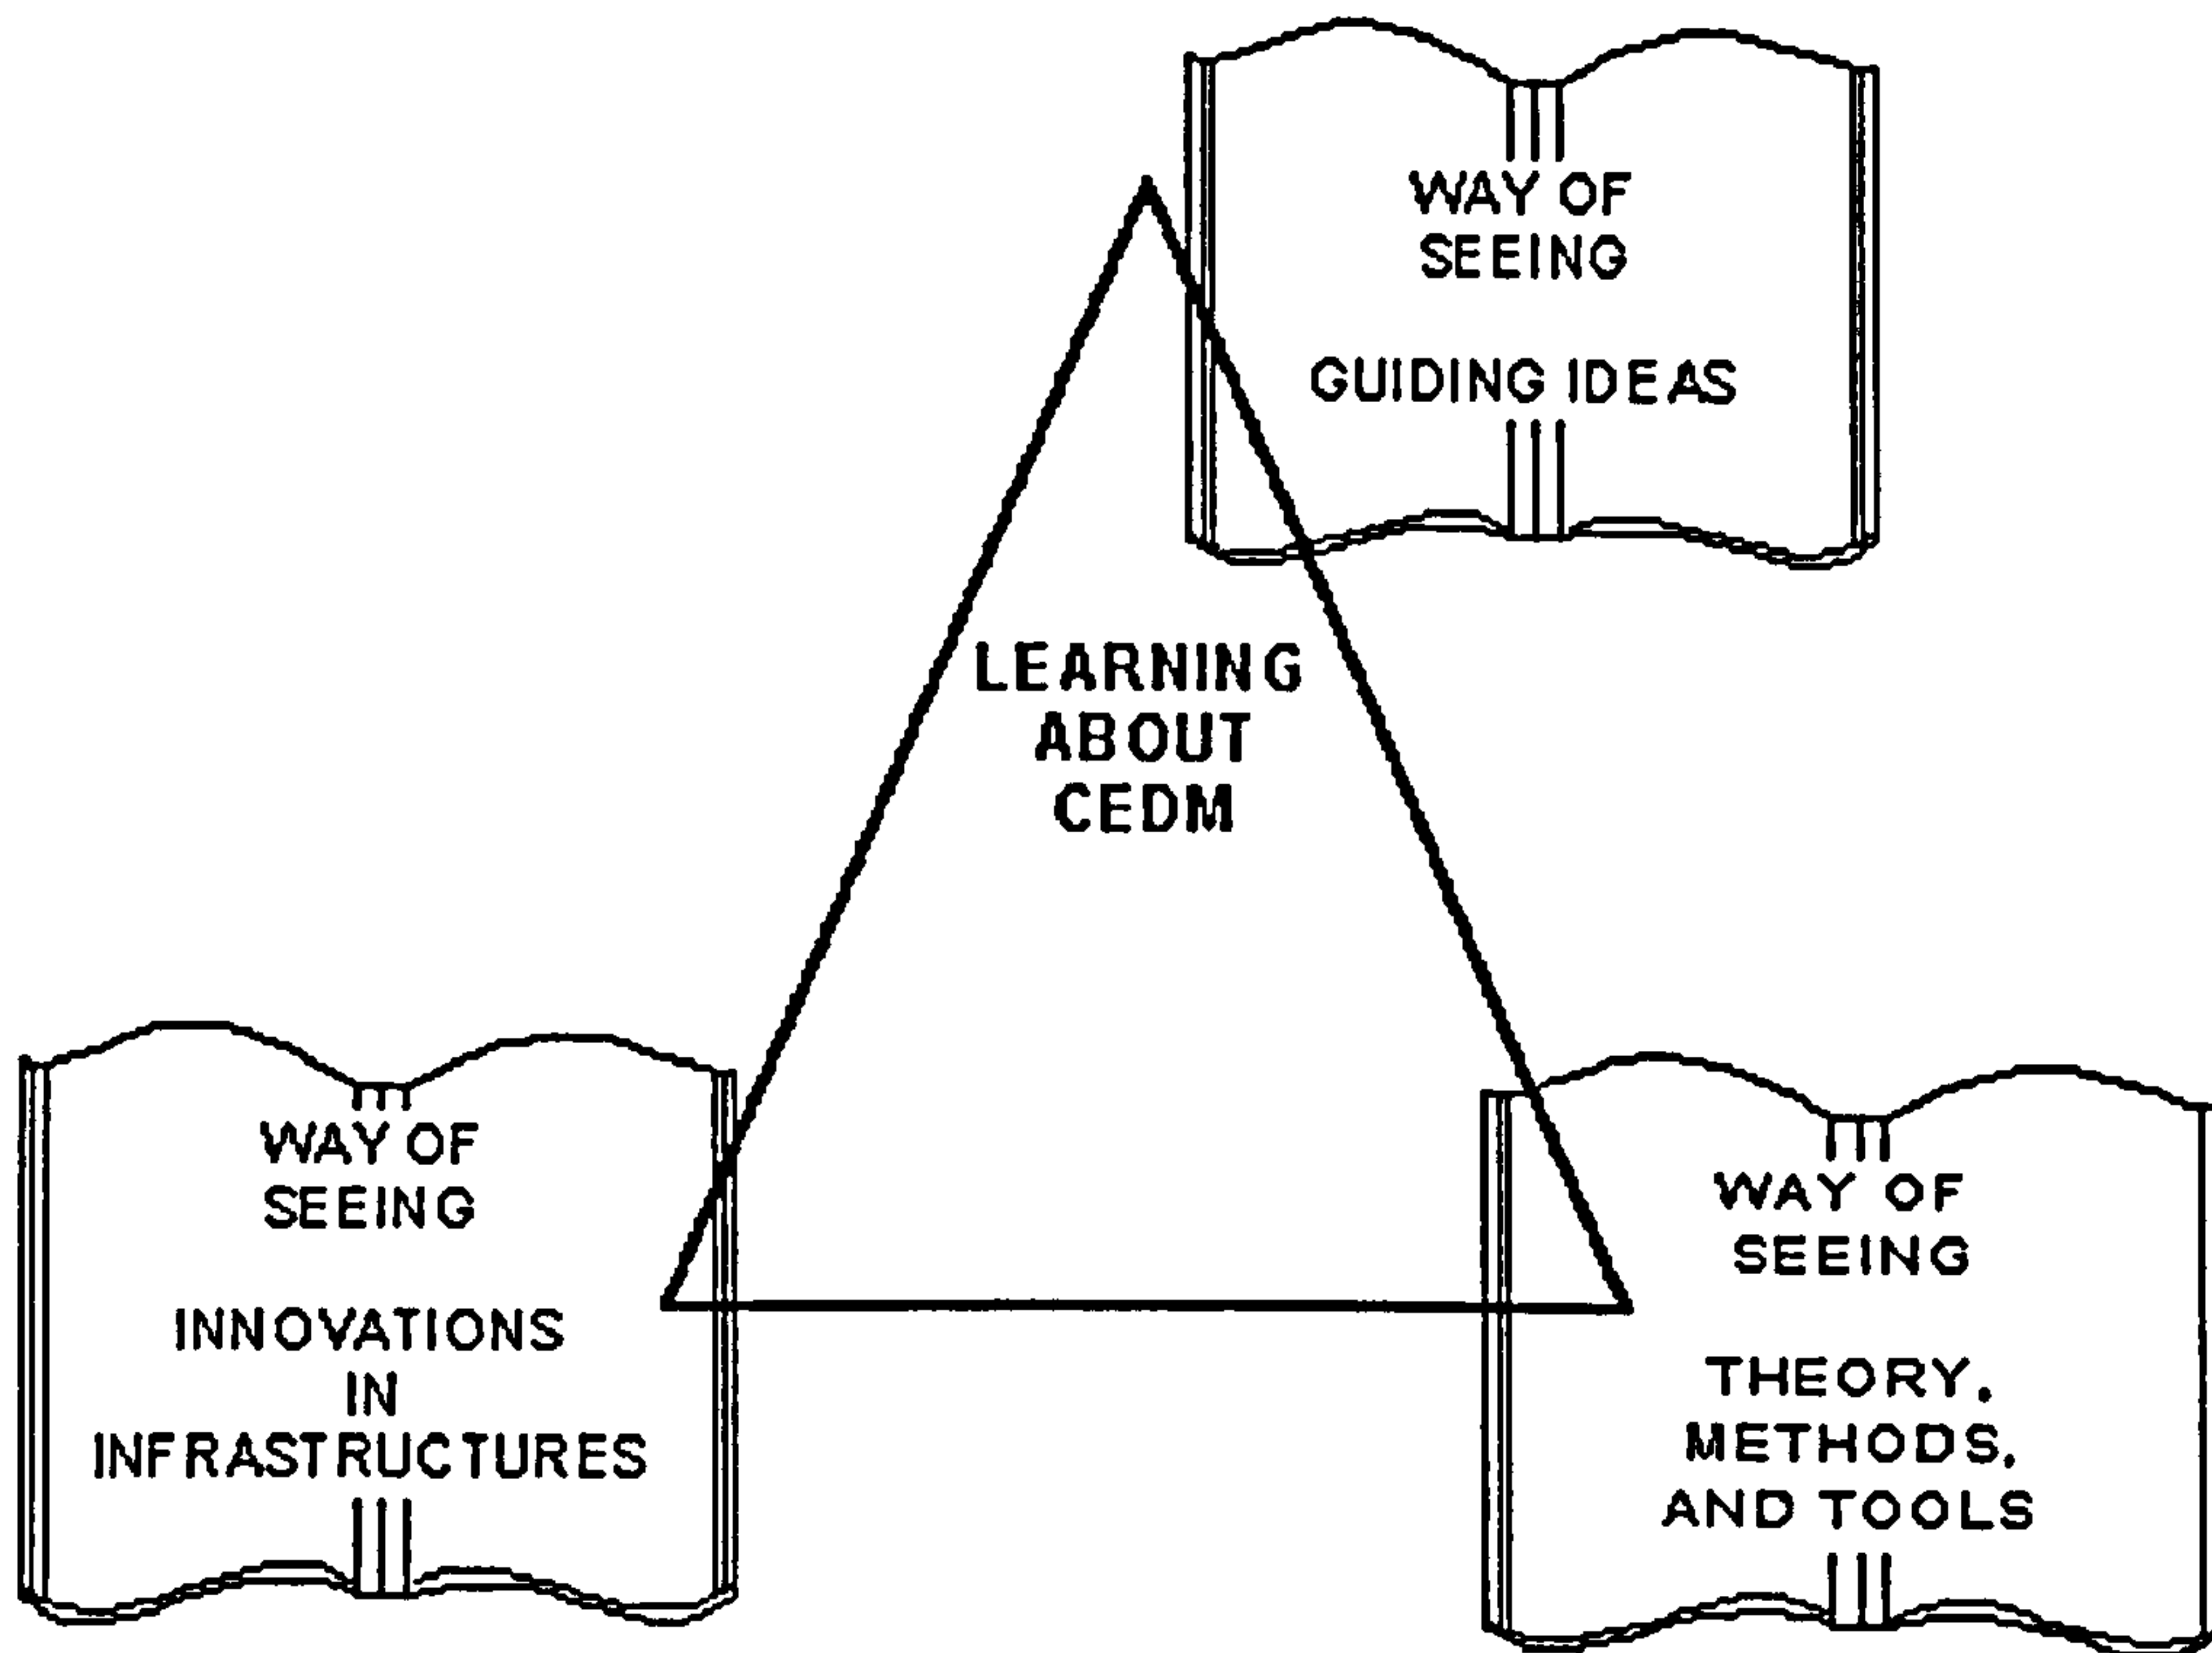 WAY OF
SEEING
GUIDING IDEAS
LEARNING
ABOUT
CEDM
WAY OF
SEEING
INNOVATIONS
IN
INFRASTRUCTURES
WAY OF
SEEING
THEORY,
METHODS,
AND TOOLS